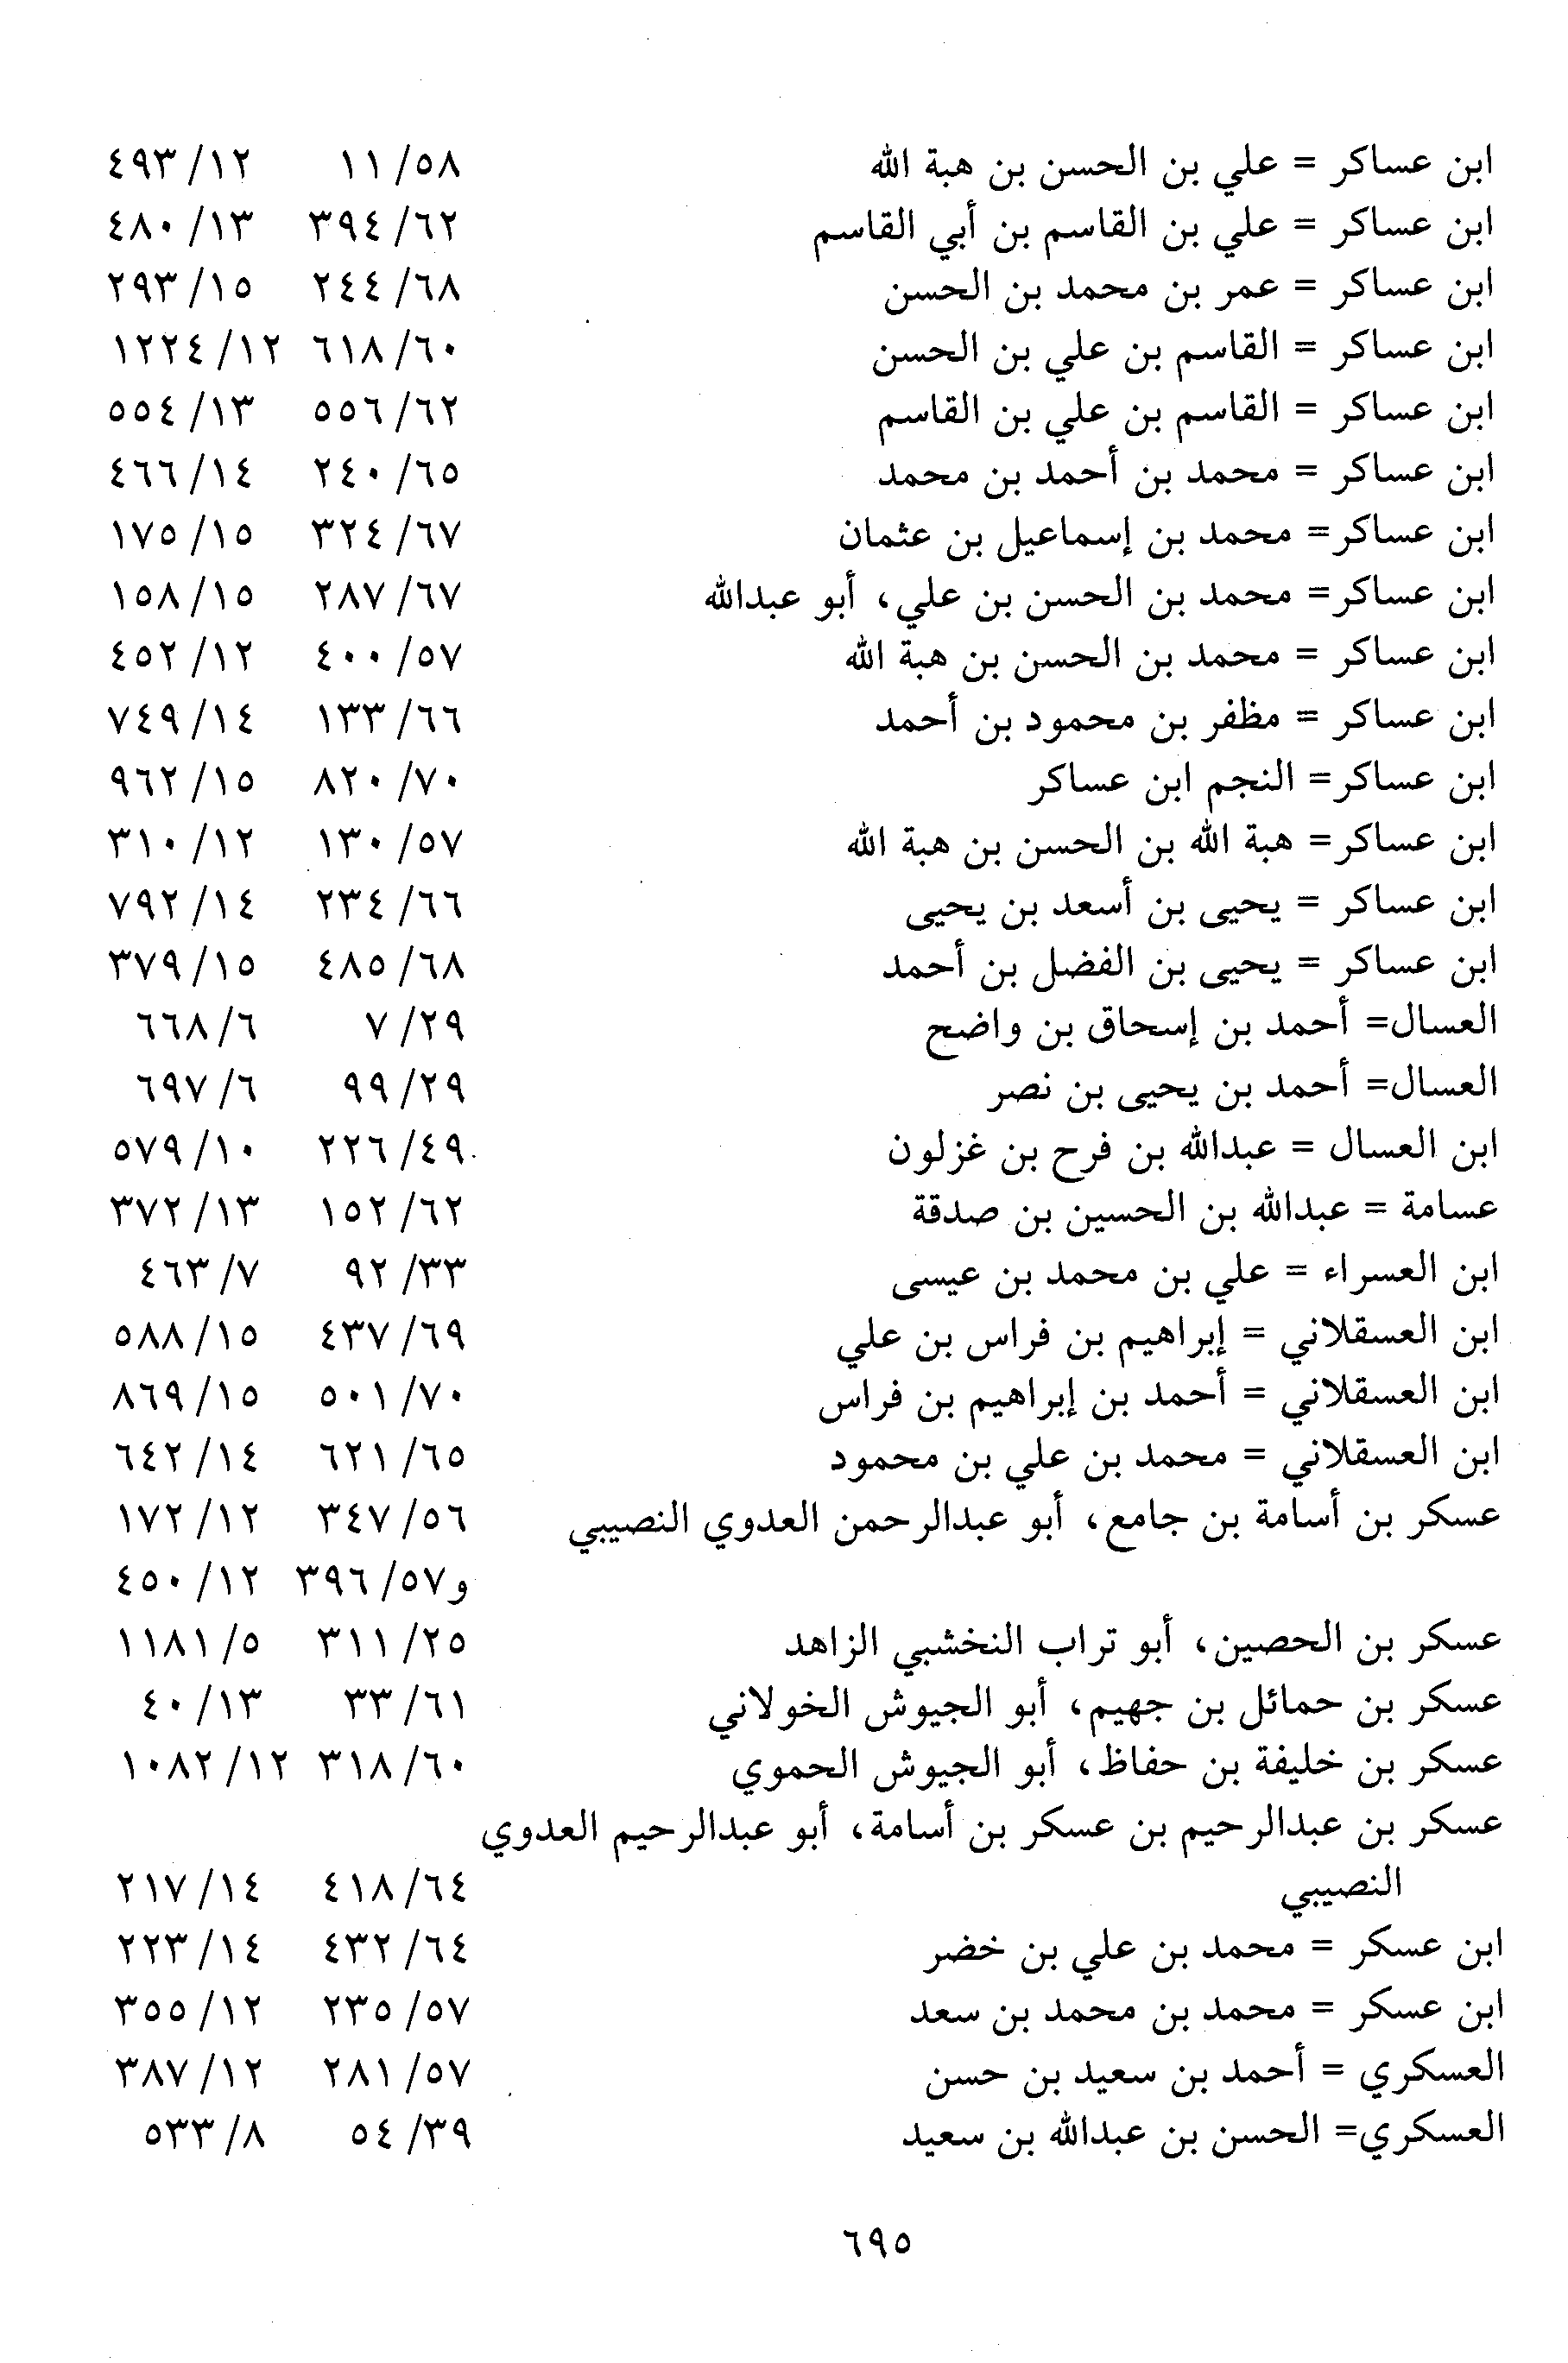 ابن عساكر = علي بن الحسن بن هبة الله ٥٨/ ١١ ١٢/ ٤٩٣
ابن عساكر = علي بن القاسم بن أبي القاسم ٦٢/ ٣٩٤ ١٣/ ٤٨٠
ابن عساكر = عمر بن محمد بن الحسن ٦٨/ ٢٤٤ ١٥/ ٢٩٣
ابن عساكر = القاسم بن علي بن الحسن ٦٠/ ٦١٨ ١٢/ ١٢٢٤
ابن عساكر = القاسم بن علي بن القاسم ٦٢/ ٥٥٦ ١٣/ ٥٥٤
ابن عساكر = محمد بن أحمد بن محمد ٦٥/ ٢٤٠ ١٤/ ٤٦٦
ابن عساكر= محمد بن إسماعيل بن عثمان ٦٧/ ٣٢٤ ١٥/ ١٧٥
ابن عساكر= محمد بن الحسن بن علي، أبو عبدالله ٦٧/ ٢٨٧ ١٥/ ١٥٨
ابن عساكر = محمد بن الحسن بن هبة الله ٥٧/ ٤٠٠ ١٢/ ٤٥٢
ابن عساكر = مظفر بن محمود بن أحمد ٦٦/ ١٣٣ ١٤/ ٧٤٩
ابن عساكر= النجم ابن عساكر ٧٠/ ٨٢٠ ١٥/ ٩٦٢
ابن عساكر= هبة الله بن الحسن بن هبة الله ٥٧/ ١٣٠ ١٢/ ٣١٠
ابن عساكر = يحيى بن أسعد بن يحيى ٦٦/ ٢٣٤ ١٤/ ٧٩٢
ابن عساكر = يحيى بن الفضل بن أحمد ٦٨/ ٤٨٥ ١٥/ ٣٧٩
العسال= أحمد بن إسحاق بن واضح ٢٩/ ٧ ٦/ ٦٦٨
العسال= أحمد بن يحيى بن نصر ٢٩/ ٩٩ ٦/ ٦٩٧
ابن العسال = عبدالله بن فرح بن غزلون ٤٩/ ٢٢٦ ١٠/ ٥٧٩
عسامة = عبدالله بن الحسين بن صدقة ٦٢/ ١٥٢ ١٣/ ٣٧٢
ابن العسراء = علي بن محمد بن عيسى ٣٣/ ٩٢ ٧/ ٤٦٣
ابن العسقلاني = إبراهيم بن فراس بن علي ٦٩/ ٤٣٧ ١٥/ ٥٨٨
ابن العسقلاني = أحمد بن إبراهيم بن فراس ٧٠/ ٥٠١ ١٥/ ٨٦٩
ابن العسقلاني = محمد بن علي بن محمود ٦٥/ ٦٢١ ١٤/ ٦٤٢
عسكر بن أسامة بن جامع، أبو عبدالرحمن العدوي النصيبي ٥٦/ ٣٤٧ ١٢/ ١٧٢
و٥٧/ ٣٩٦ ١٢/ ٤٥٠
عسكر بن الحصين، أبو تراب النخشبي الزاهد ٢٥/ ٣١١ ٥/ ١١٨١
عسكر بن حمائل بن جهيم، أبو الجيوش الخولاني ٦١/ ٣٣ ١٣/ ٤٠
عسكر بن خليفة بن حفاظ، أبو الجيوش الحموي ٦٠/ ٣١٨ ١٢/ ١٠٨٢
عسكر بن عبدالرحيم بن عسكر بن أسامة، أبو عبدالرحيم العدوي
النصيبي ٦٤/ ٤١٨ ١٤/ ٢١٧
ابن عسكر = محمد بن علي بن خضر ٦٤/ ٤٣٢ ١٤/ ٢٢٣
ابن عسكر = محمد بن محمد بن سعد ٥٧/ ٢٣٥ ١٢/ ٣٥٥
العسكري = أحمد بن سعيد بن حسن ٥٧/ ٢٨١ ١٢/ ٣٨٧
العسكري= الحسن بن عبدالله بن سعيد ٣٩/ ٥٤ ٨/ ٥٣٣
٦٩٥